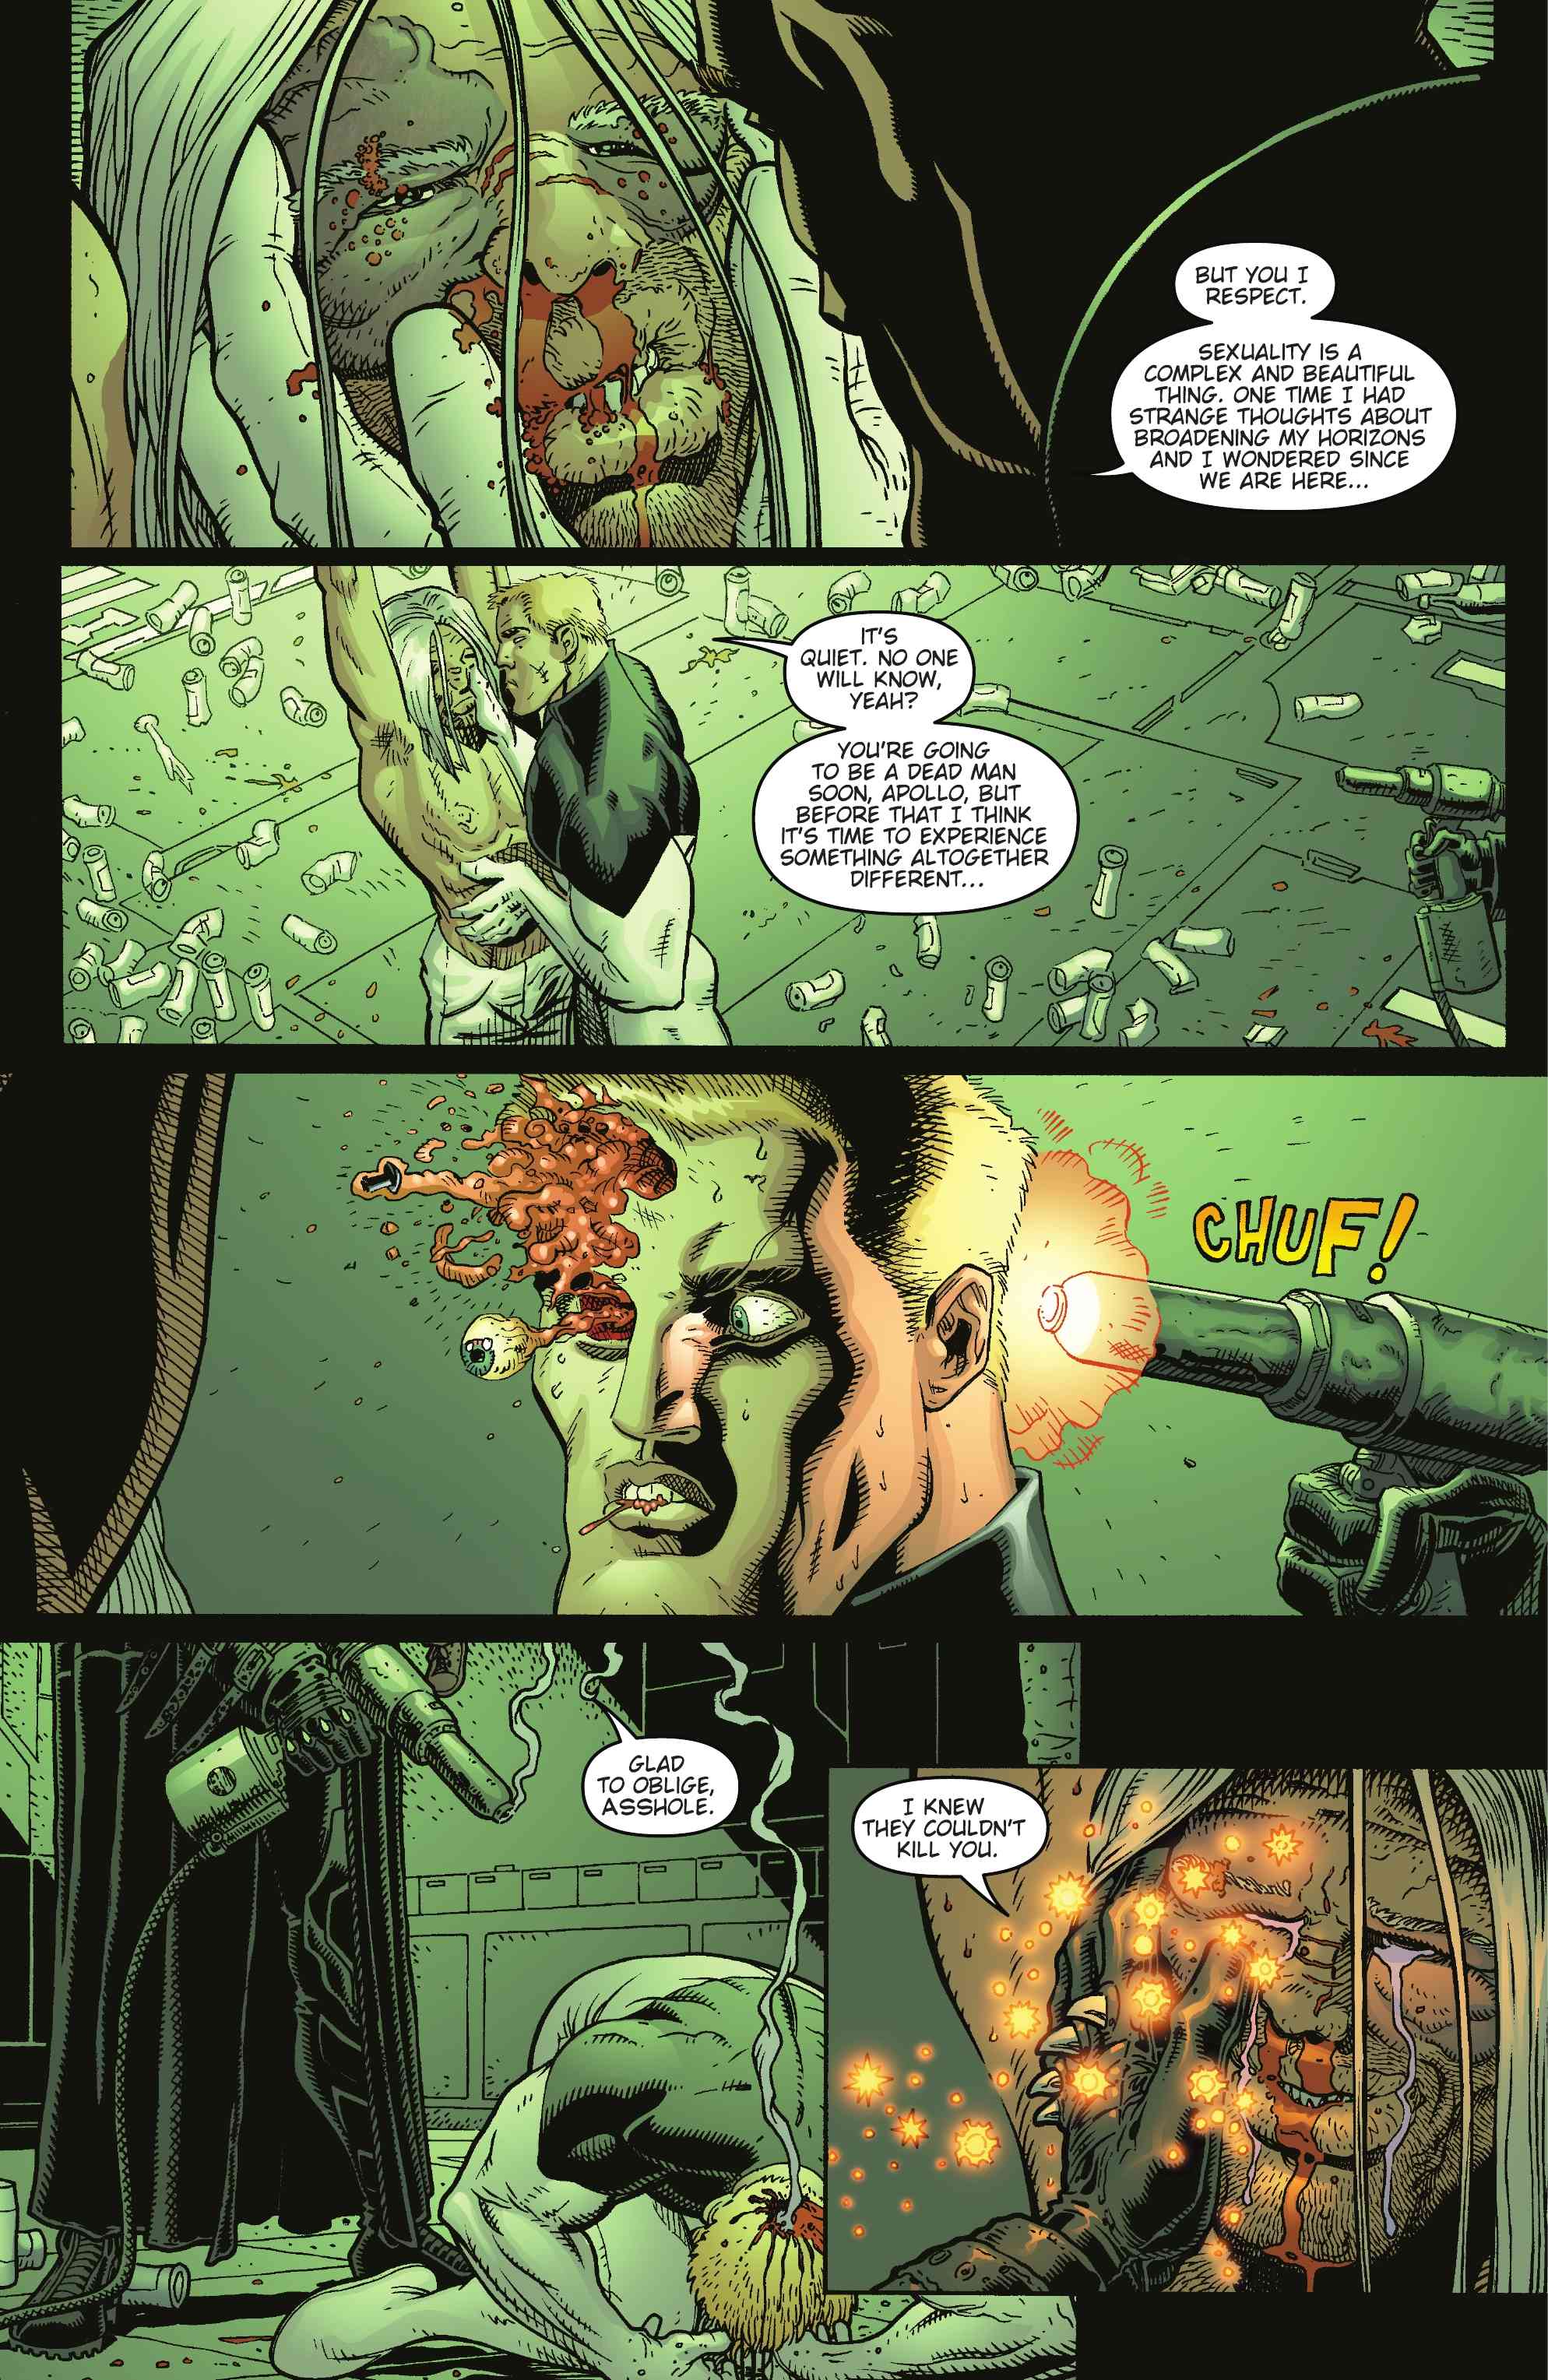 BUT YOU I
RESPECT.
SEXUALITY IS A
COMPLEX AND BEAUTIFUL
THING. ONE TIME I HAD
STRANGE THOUGHTS ABOUT
BROADENING MY HORIZONS
AND I WONDERED SINCE
WE ARE HERE...
IT'S
QUIET. NO ONE
WILL KNOW,
YEAH?
YOU'RE GOING
TO BE A DEAD MAN
SOON, APOLLO, BUT
BEFORE THAT I THINK
IT'S TIME TO EXPERIENCE
SOMETHING ALTOGETHER
DIFFERENT...
CHUF!
GLAD
TO OBLIGE,
ASSHOLE.
I KNEW
THEY COULDN'T
KILL YOU.